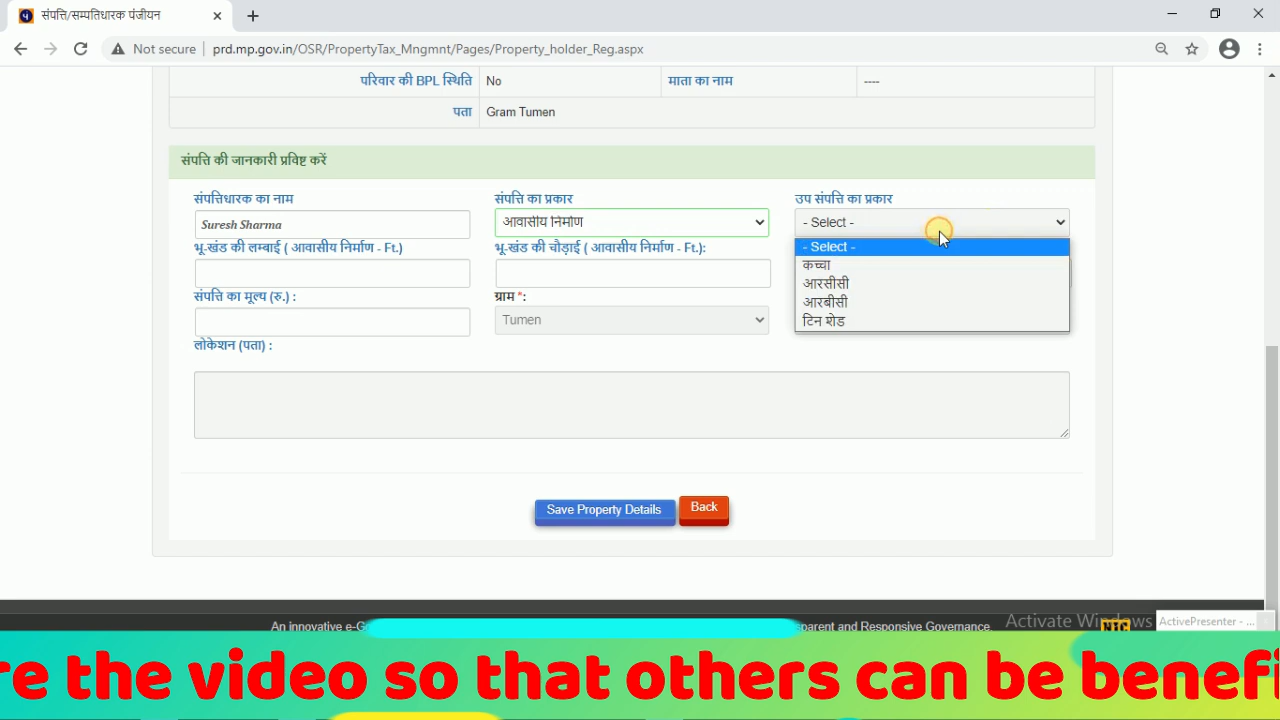 संपत्ति/सम्पतिधारक पंजीयन
Not secure prd.mp.gov.in/OSR/PropertyTax_Mngmnt/Pages/Property_holder_Reg.aspx
परिवार की BPL स्थिति No माता का नाम ----
पता Gram Tumen
संपत्ति की जानकारी प्रविष्ट करें
संपत्तिधारक का नाम संपत्ति का प्रकार उप संपत्ति का प्रकार
Suresh Sharma आवासीय निर्माण - Select -
भू-खंड की लम्बाई ( आवासीय निर्माण - Ft.) भू-खंड की चोड़ाई ( आवासीय निर्माण - Ft.): - Select -
कच्चा
आरसीसी
संपत्ति का मूल्य (रु.) : ग्राम *: आरबीसी
Tumen टिन शेड
लोकेशन (पता) :
Save Property Details Back
An innovative e-G parent and Responsive Governance. NIC
Activate Windows ActivePresenter - ...
re the video so that others can be benefi